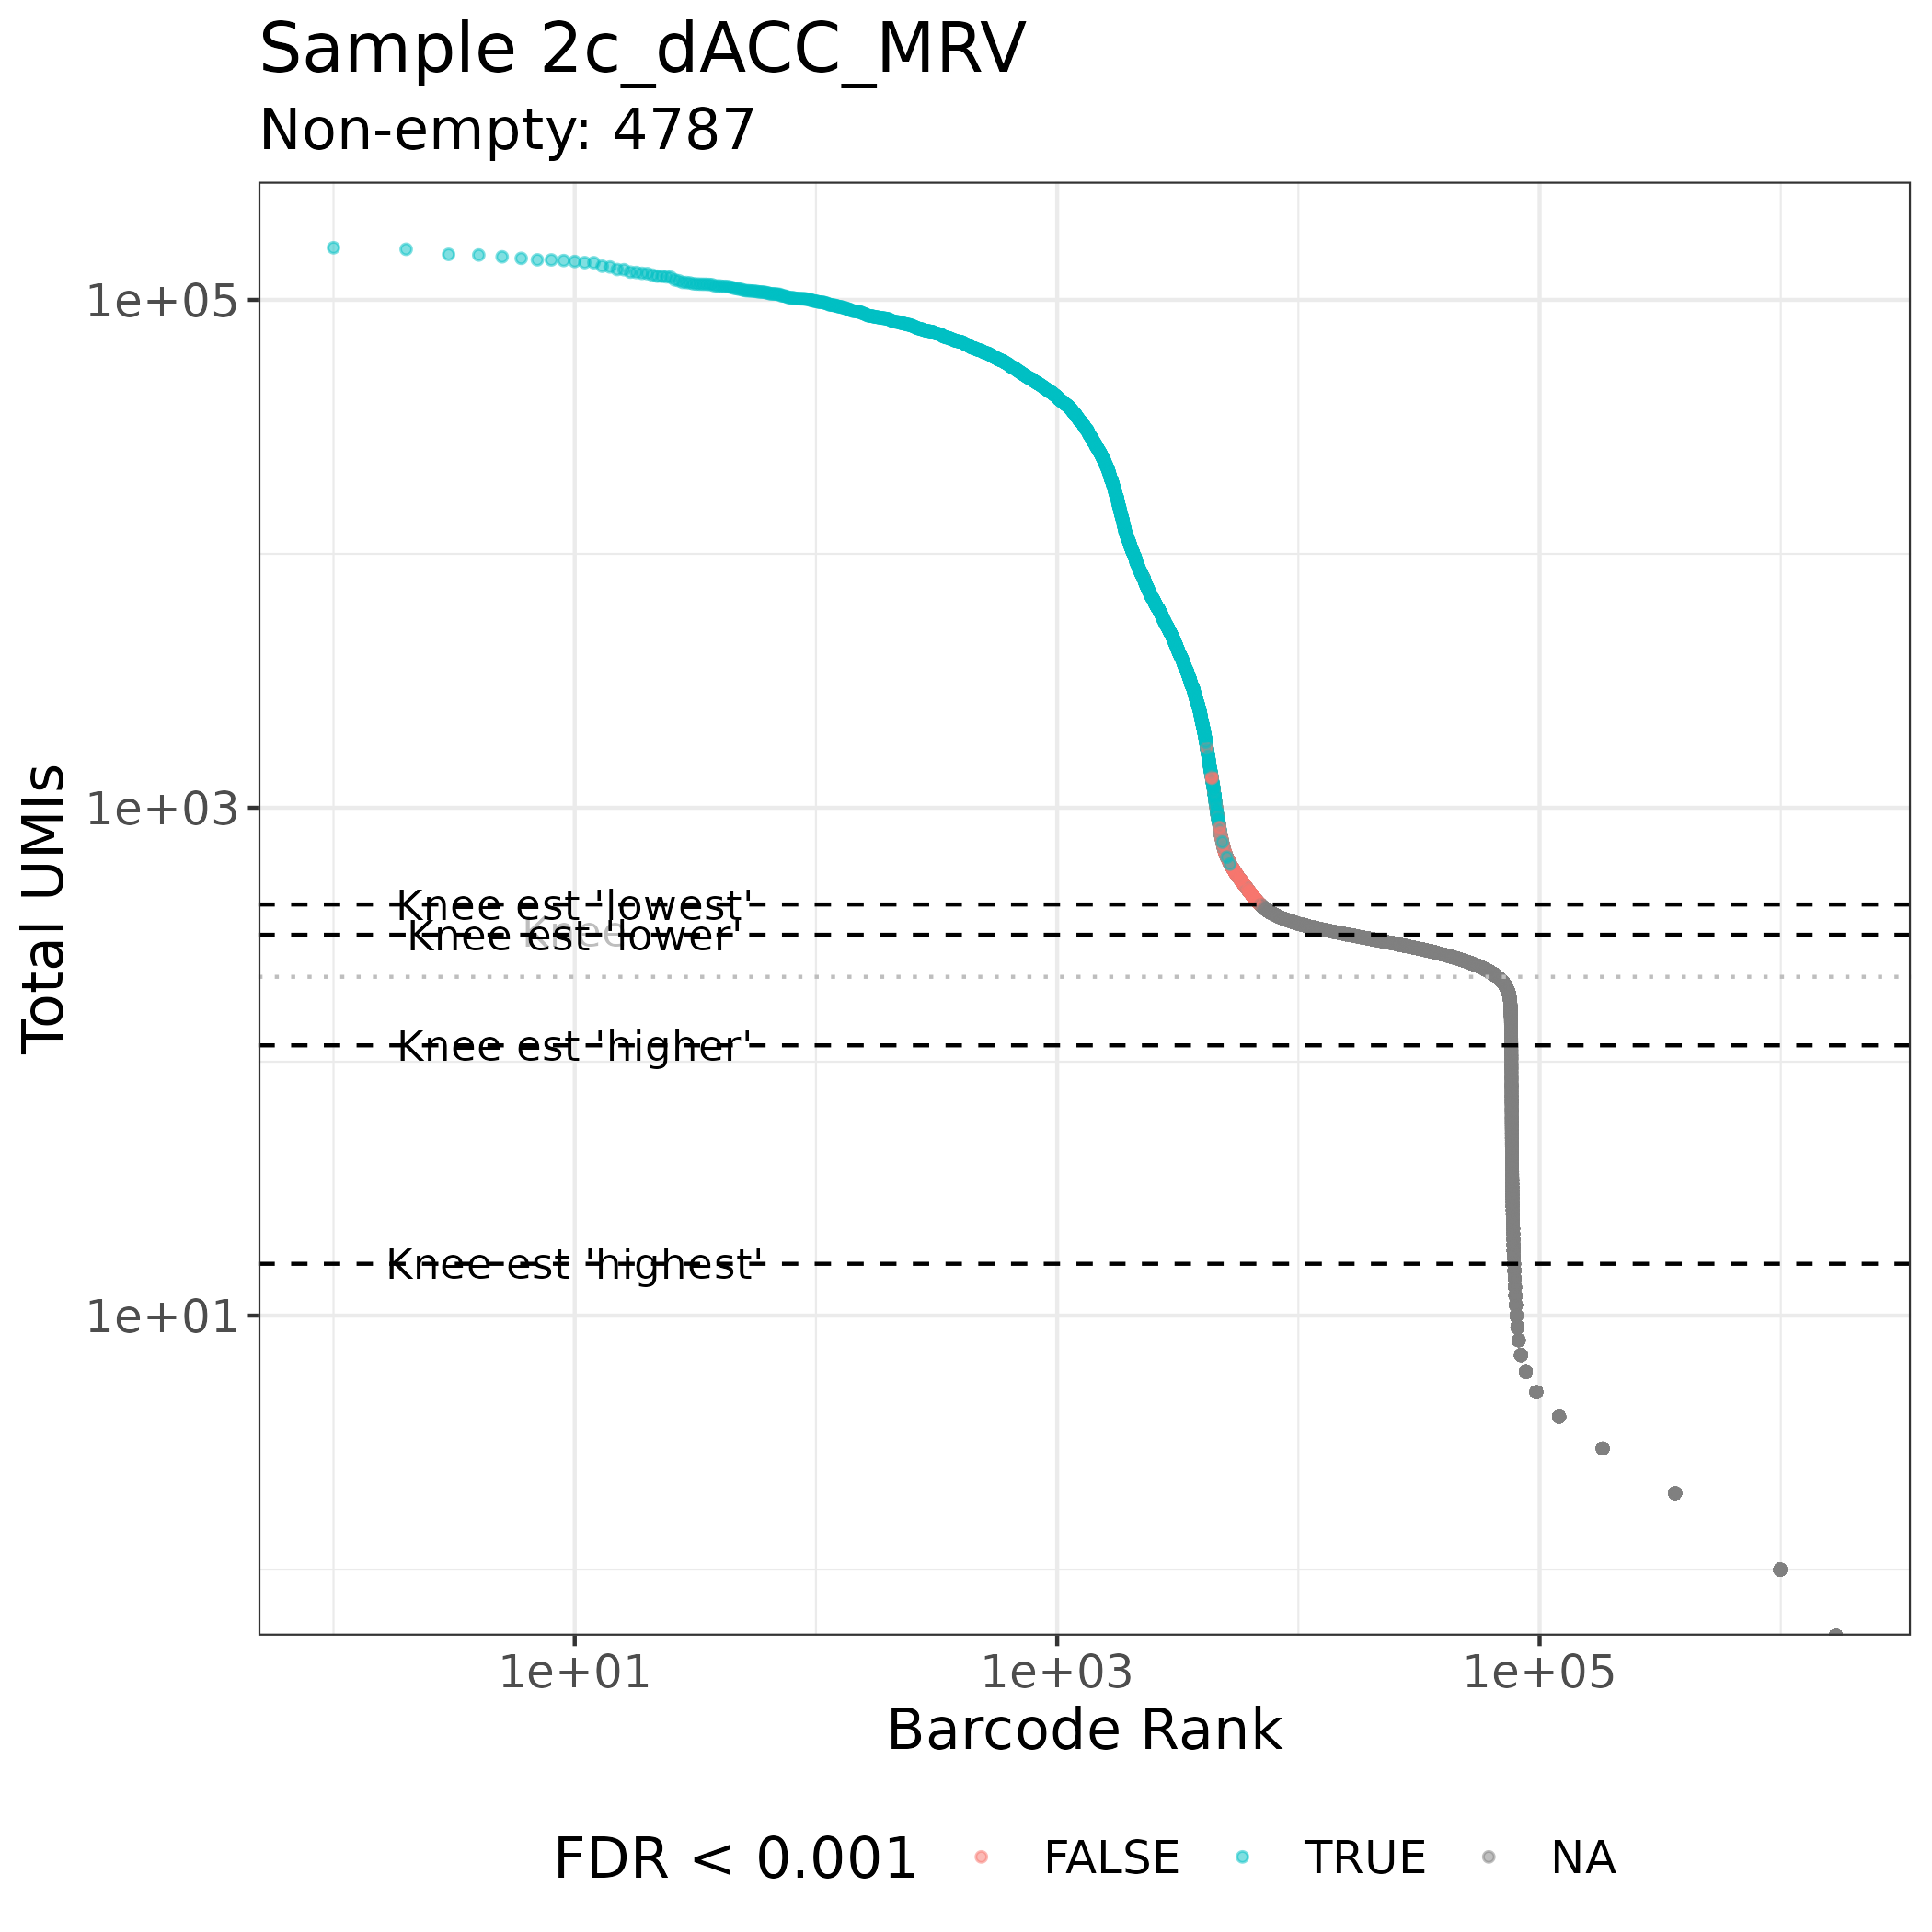 Sample 2c_dACC_MRV
Non-empty: 4787
Total UMIs
1e+05
1e+03
1e+01
Knee est 'lowest'
Knee
Knee est 'lower'
Knee est 'higher'
Knee est 'highest'
1e+01 1e+03 1e+05
Barcode Rank
FDR < 0.001 FALSE TRUE NA